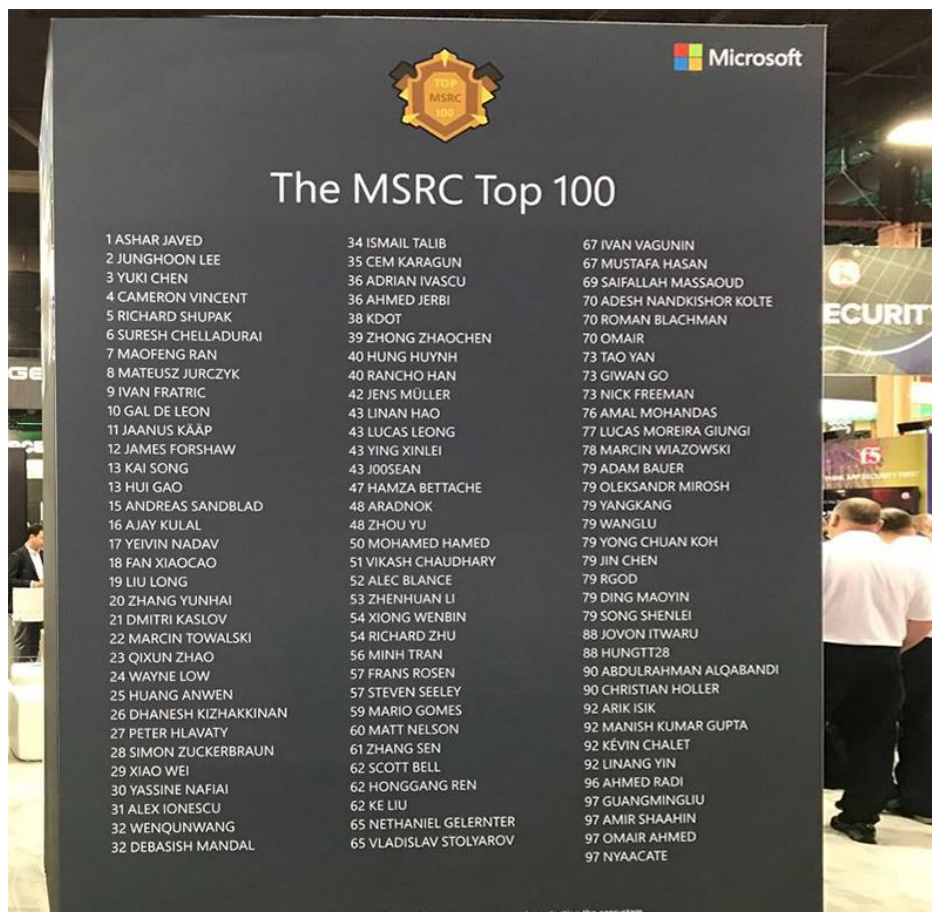 TOP
MSRC
100
Microsoft
The MSRC Top 100
1 ASHAR JAVED
2 JUNGHOON LEE
3 YUKI CHEN
4 CAMERON VINCENT
5 RICHARD SHUPAK
6 SURESH CHELLADURAI
7 MAOFENG RAN
8 MATEUSZ JURCZYK
9 IVAN FRATRIC
10 GAL DE LEON
11 JAANUS KÄÄP
12 JAMES FORSHAW
13 KAI SONG
13 HUI GAO
15 ANDREAS SANDBLAD
16 AJAY KULAL
17 YEIVIN NADAV
18 FAN XIAOCAO
19 LIU LONG
20 ZHANG YUNHAI
21 DMITRI KASLOV
22 MARCIN TOWALSKI
23 QIXUN ZHAO
24 WAYNE LOW
25 HUANG ANWEN
26 DHANESH KIZHAKKINAN
27 PETER HLAVATY
28 SIMON ZUCKERBRAUN
29 XIAO WEI
30 YASSINE NAFIAI
31 ALEX IONESCU
32 WENQUNWANG
32 DEBASISH MANDAL
34 ISMAIL TALIB
35 CEM KARAGUN
36 ADRIAN IVASCU
36 AHMED JERBI
38 KDOT
39 ZHONG ZHAOCHEN
40 HUNG HUYNH
40 RANCHO HAN
42 JENS MÜLLER
43 LINAN HAO
43 LUCAS LEONG
43 YING XINLEI
43 J00SEAN
47 HAMZA BETTACHE
48 ARADNOK
48 ZHOU YU
50 MOHAMED HAMED
51 VIKASH CHAUDHARY
52 ALEC BLANCE
53 ZHENHUAN LI
54 XIONG WENBIN
54 RICHARD ZHU
56 MINH TRAN
57 FRANS ROSEN
57 STEVEN SEELEY
59 MARIO GOMES
60 MATT NELSON
61 ZHANG SEN
62 SCOTT BELL
62 HONGGANG REN
62 KE LIU
65 NETHANIEL GELERNTER
65 VLADISLAV STOLYAROV
67 IVAN VAGUNIN
67 MUSTAFA HASAN
69 SAIFALLAH MASSAOUD
70 ADESH NANDKISHOR KOLTE
70 ROMAN BLACHMAN
70 OMAIR
73 TAO YAN
73 GIWAN GO
73 NICK FREEMAN
76 AMAL MOHANDAS
77 LUCAS MOREIRA GIUNGI
78 MARCIN WIAZOWSKI
79 ADAM BAUER
79 OLEKSANDR MIROSH
79 YANGKANG
79 WANGLU
79 YONG CHUAN KOH
79 JIN CHEN
79 RGOD
79 DING MAOYIN
79 SONG SHENLEI
88 JOVON ITWARU
88 HUNGTT28
90 ABDULRAHMAN ALQABANDI
90 CHRISTIAN HOLLER
92 ARIK ISIK
92 MANISH KUMAR GUPTA
92 KÉVIN CHALET
92 LINANG YIN
96 AHMED RADI
97 GUANGMINGLIU
97 AMIR SHAAHIN
97 OMAIR AHMED
97 NYAACATE
ECURIT
f5